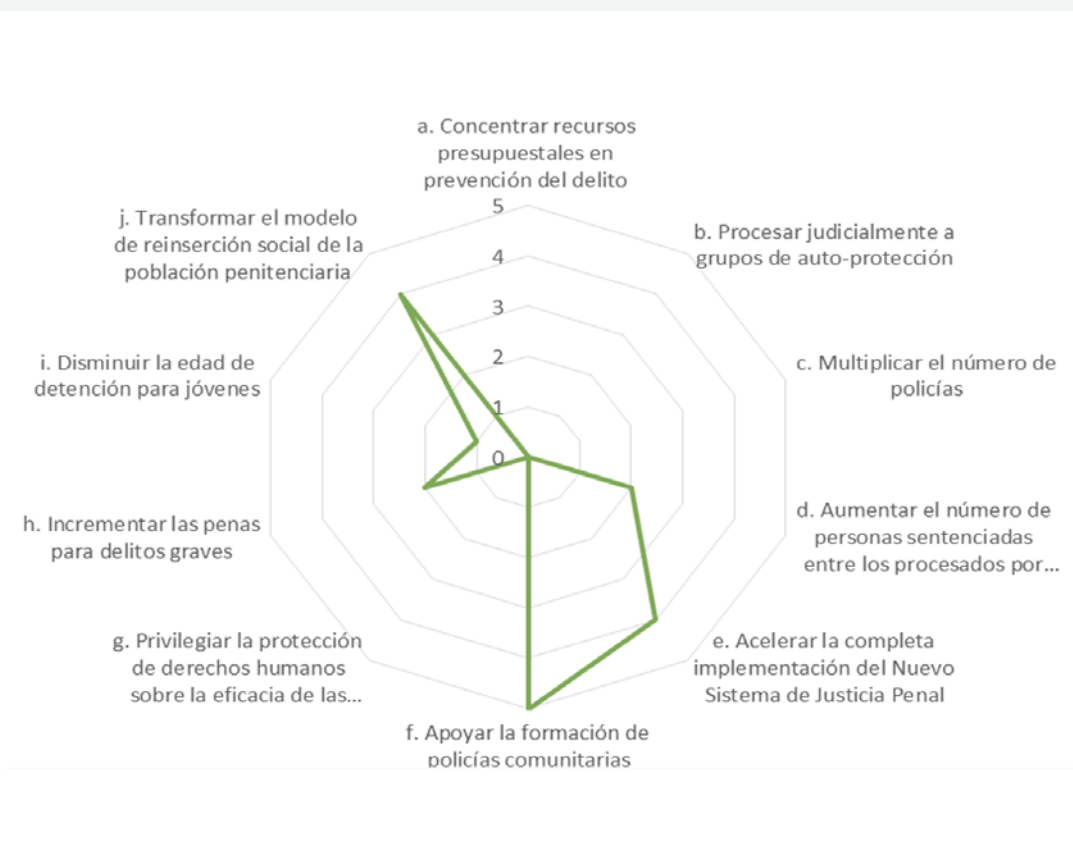 a. Concentrar recursos
presupuestales en
prevención del delito
b. Procesar judicialmente a
grupos de auto-protección
c. Multiplicar el número de
policías
d. Aumentar el número de
personas sentenciadas
entre los procesados por...
e. Acelerar la completa
implementación del Nuevo
Sistema de Justicia Penal
f. Apoyar la formación de
policías comunitarias
g. Privilegiar la protección
de derechos humanos
sobre la eficacia de las...
h. Incrementar las penas
para delitos graves
i. Disminuir la edad de
detención para jóvenes
j. Transformar el modelo
de reinserción social de la
población penitenciaria
5
4
3
2
1
0